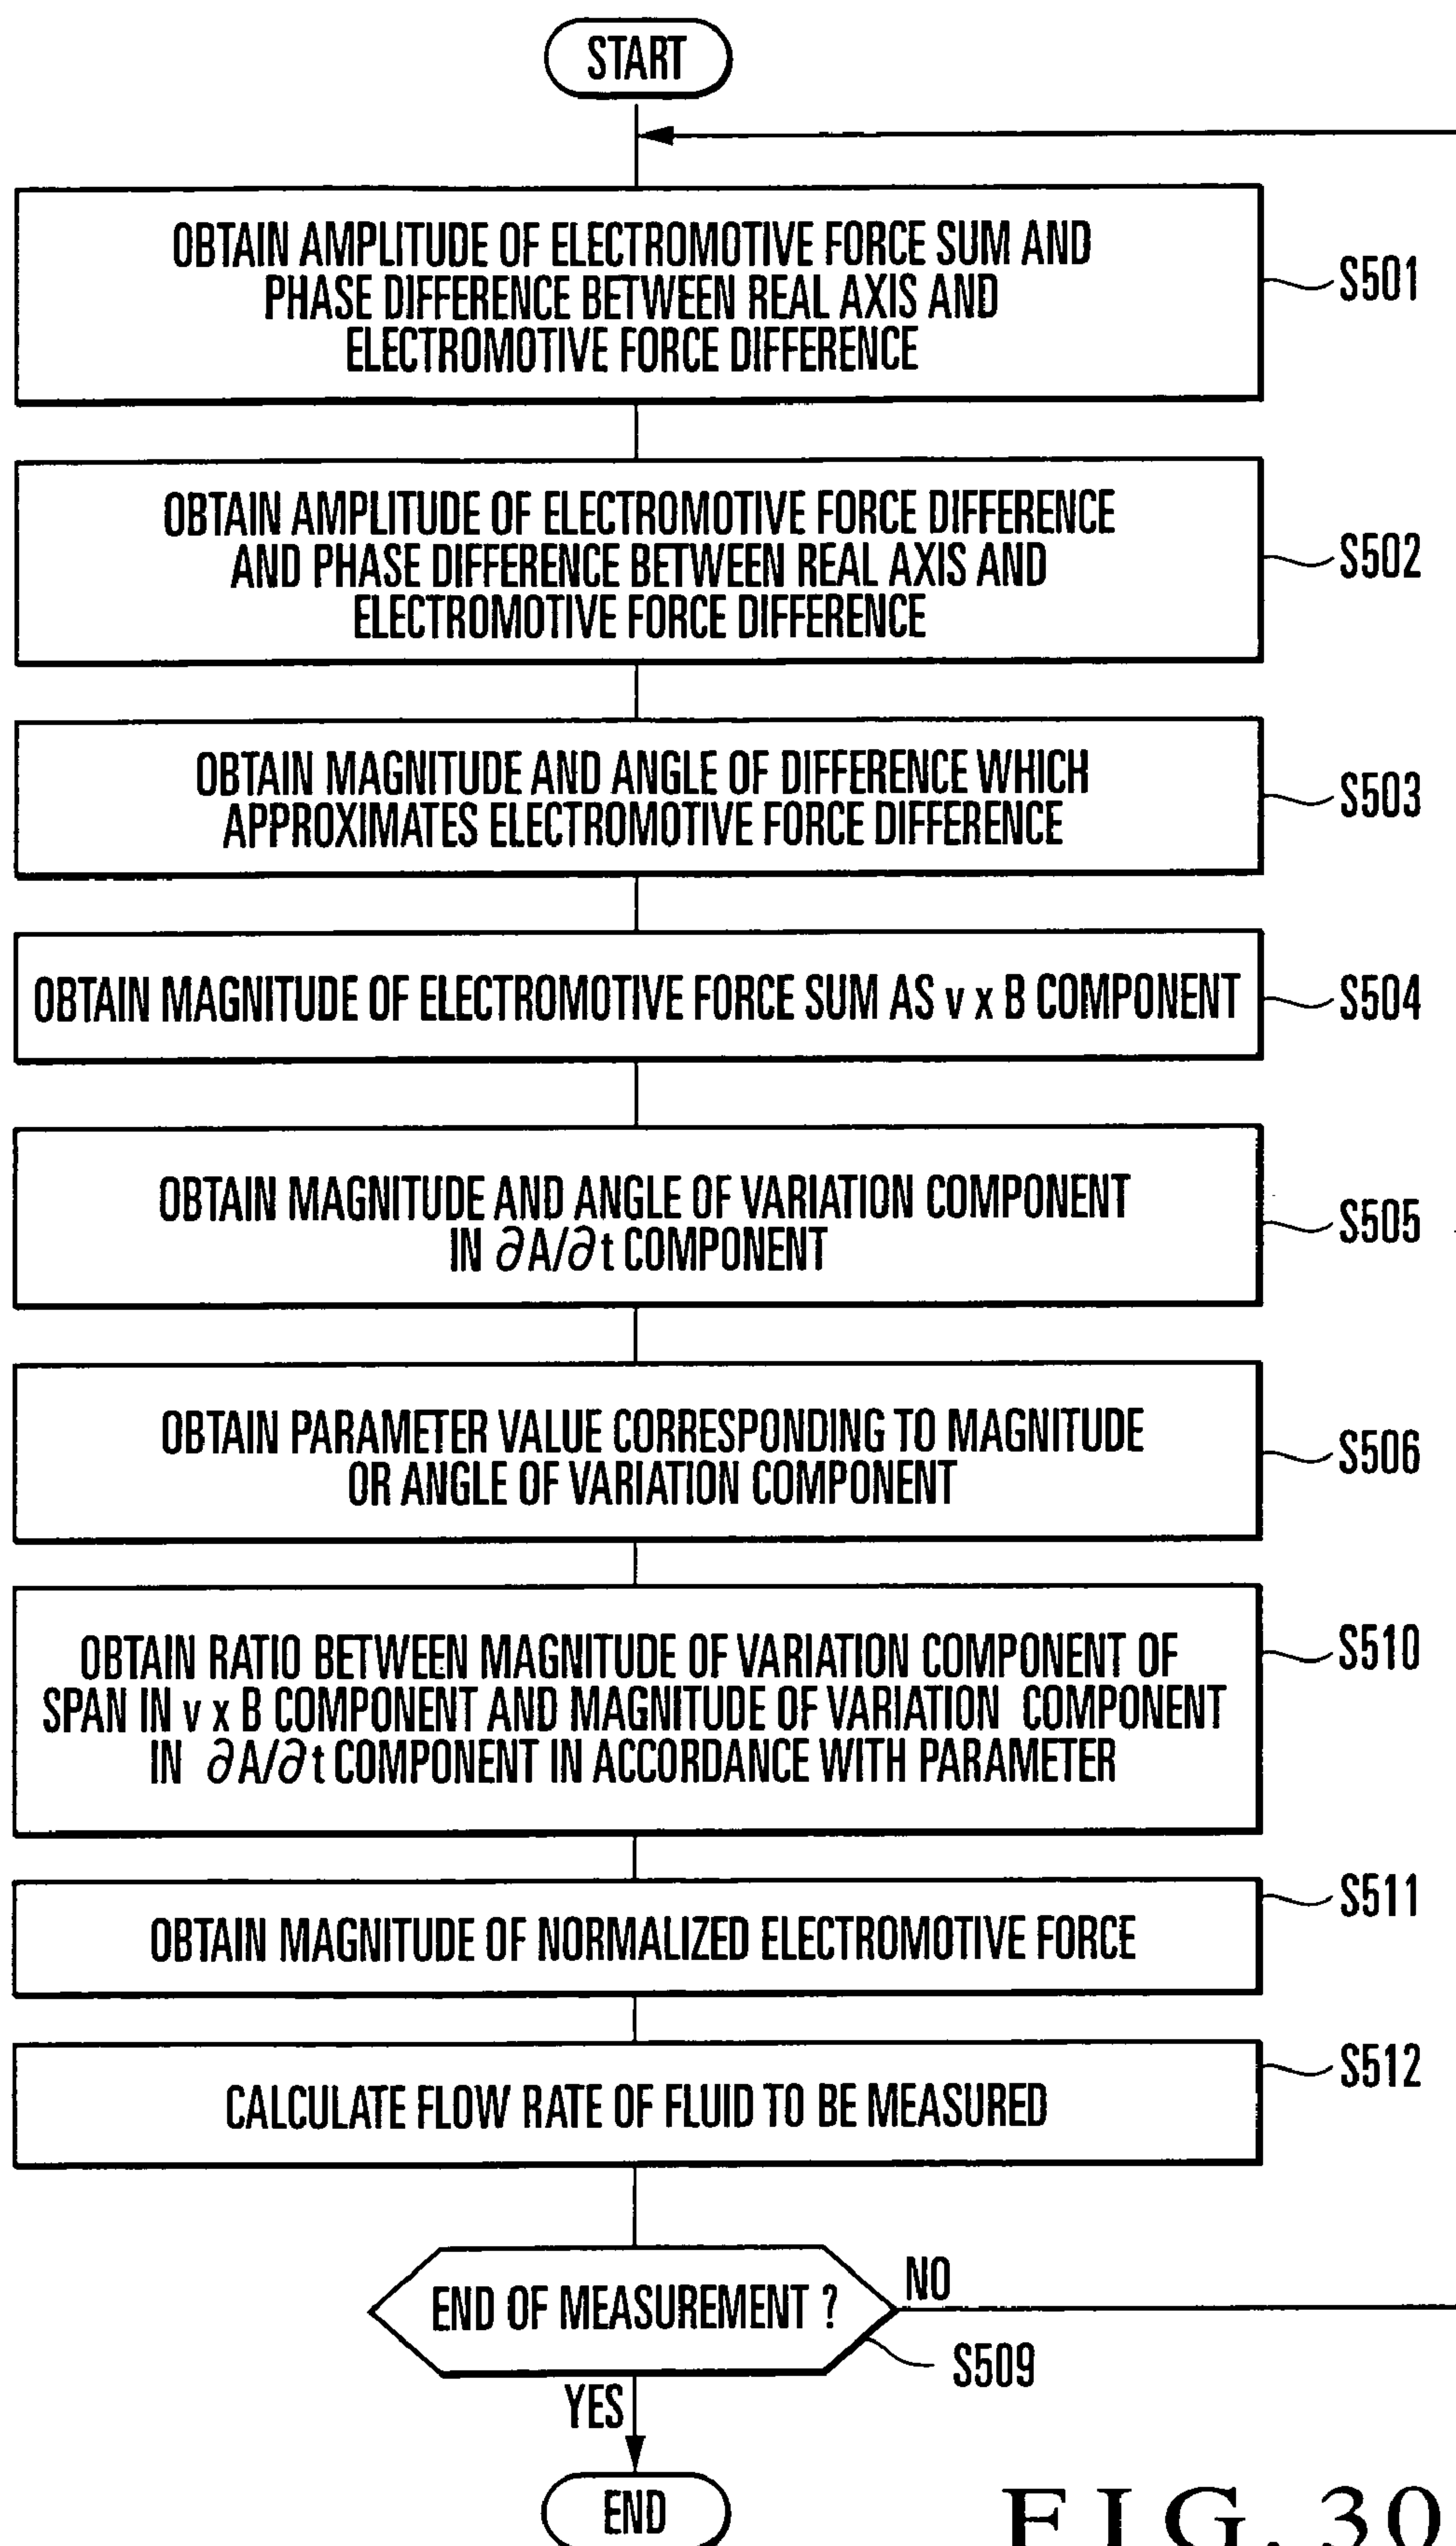 START
OBTAIN AMPLITUDE OF ELECTROMOTIVE FORCE SUM AND
PHASE DIFFERENCE BETWEEN REAL AXIS AND
ELECTROMOTIVE FORCE DIFFERENCE
S501
OBTAIN AMPLITUDE OF ELECTROMOTIVE FORCE DIFFERENCE
AND PHASE DIFFERENCE BETWEEN REAL AXIS AND
ELECTROMOTIVE FORCE DIFFERENCE
S502
OBTAIN MAGNITUDE AND ANGLE OF DIFFERENCE WHICH
APPROXIMATES ELECTROMOTIVE FORCE DIFFERENCE
S503
OBTAIN MAGNITUDE OF ELECTROMOTIVE FORCE SUM AS v x B COMPONENT
S504
OBTAIN MAGNITUDE AND ANGLE OF VARIATION COMPONENT
IN ∂A/∂t COMPONENT
S505
OBTAIN PARAMETER VALUE CORRESPONDING TO MAGNITUDE
OR ANGLE OF VARIATION COMPONENT
S506
OBTAIN RATIO BETWEEN MAGNITUDE OF VARIATION COMPONENT OF
SPAN IN v x B COMPONENT AND MAGNITUDE OF VARIATION COMPONENT
IN ∂A/∂t COMPONENT IN ACCORDANCE WITH PARAMETER
S510
OBTAIN MAGNITUDE OF NORMALIZED ELECTROMOTIVE FORCE
S511
CALCULATE FLOW RATE OF FLUID TO BE MEASURED
S512
END OF MEASUREMENT ?
NO
S509
YES
END
FIG. 30